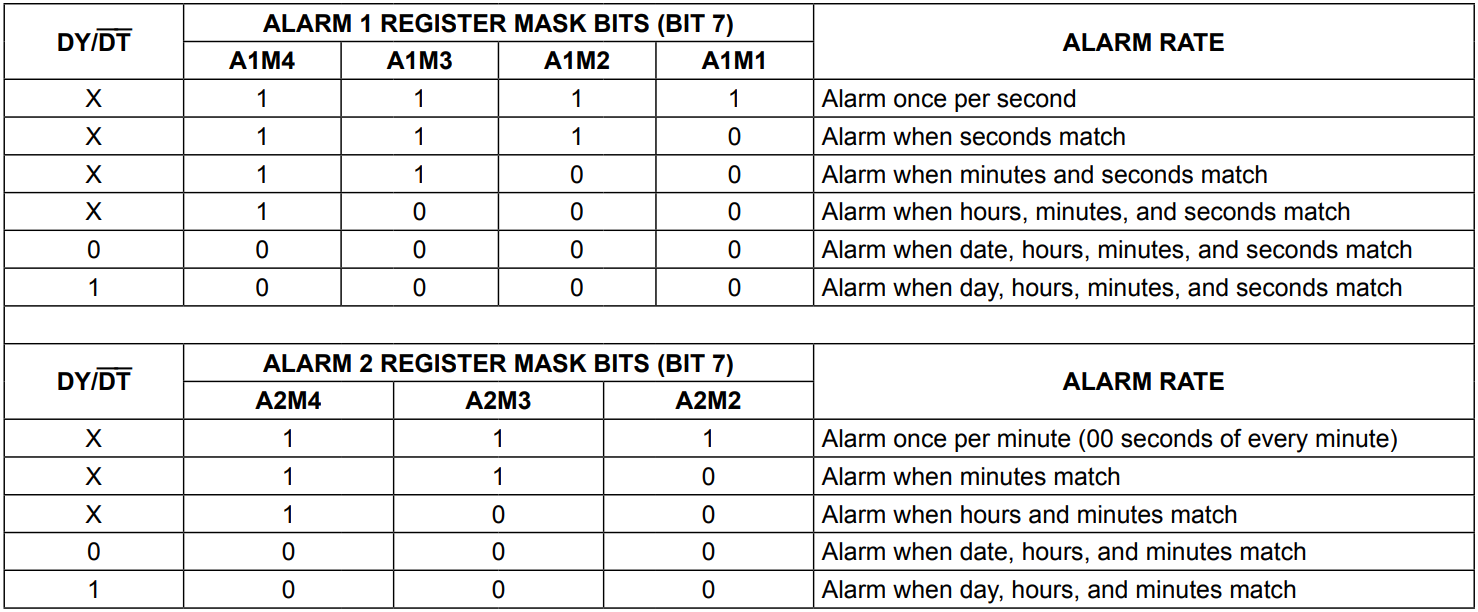 DY/D̅T̅ ALARM 1 REGISTER MASK BITS (BIT 7) ALARM RATE
A1M4 A1M3 A1M2 A1M1
X 1 1 1 1 Alarm once per second
X 1 1 1 0 Alarm when seconds match
X 1 1 0 0 Alarm when minutes and seconds match
X 1 0 0 0 Alarm when hours, minutes, and seconds match
0 0 0 0 0 Alarm when date, hours, minutes, and seconds match
1 0 0 0 0 Alarm when day, hours, minutes, and seconds match
DY/D̅T̅ ALARM 2 REGISTER MASK BITS (BIT 7) ALARM RATE
A2M4 A2M3 A2M2
X 1 1 1 Alarm once per minute (00 seconds of every minute)
X 1 1 0 Alarm when minutes match
X 1 0 0 Alarm when hours and minutes match
0 0 0 0 Alarm when date, hours, and minutes match
1 0 0 0 Alarm when day, hours, and minutes match